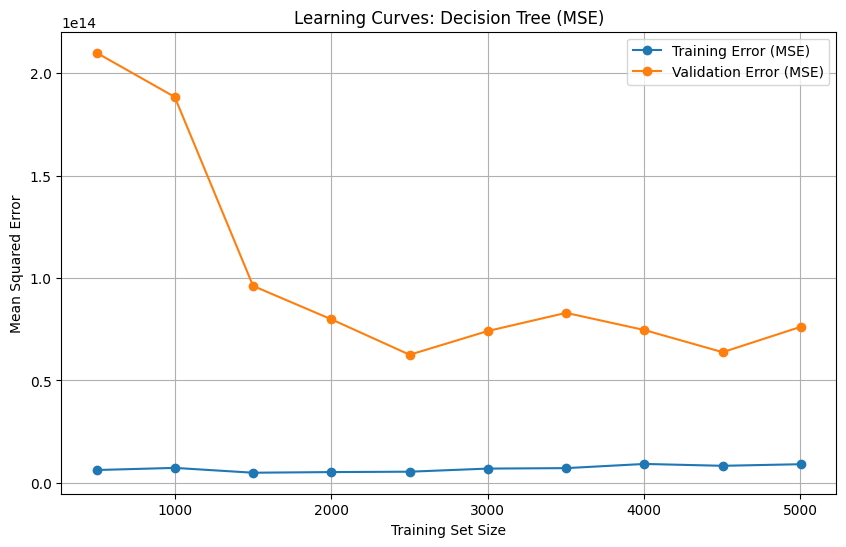 Learning Curves: Decision Tree (MSE)
1e14
Training Error (MSE)
Validation Error (MSE)
2.0
1.5
1.0
0.5
0.0
Mean Squared Error
1000 2000 3000 4000 5000
Training Set Size